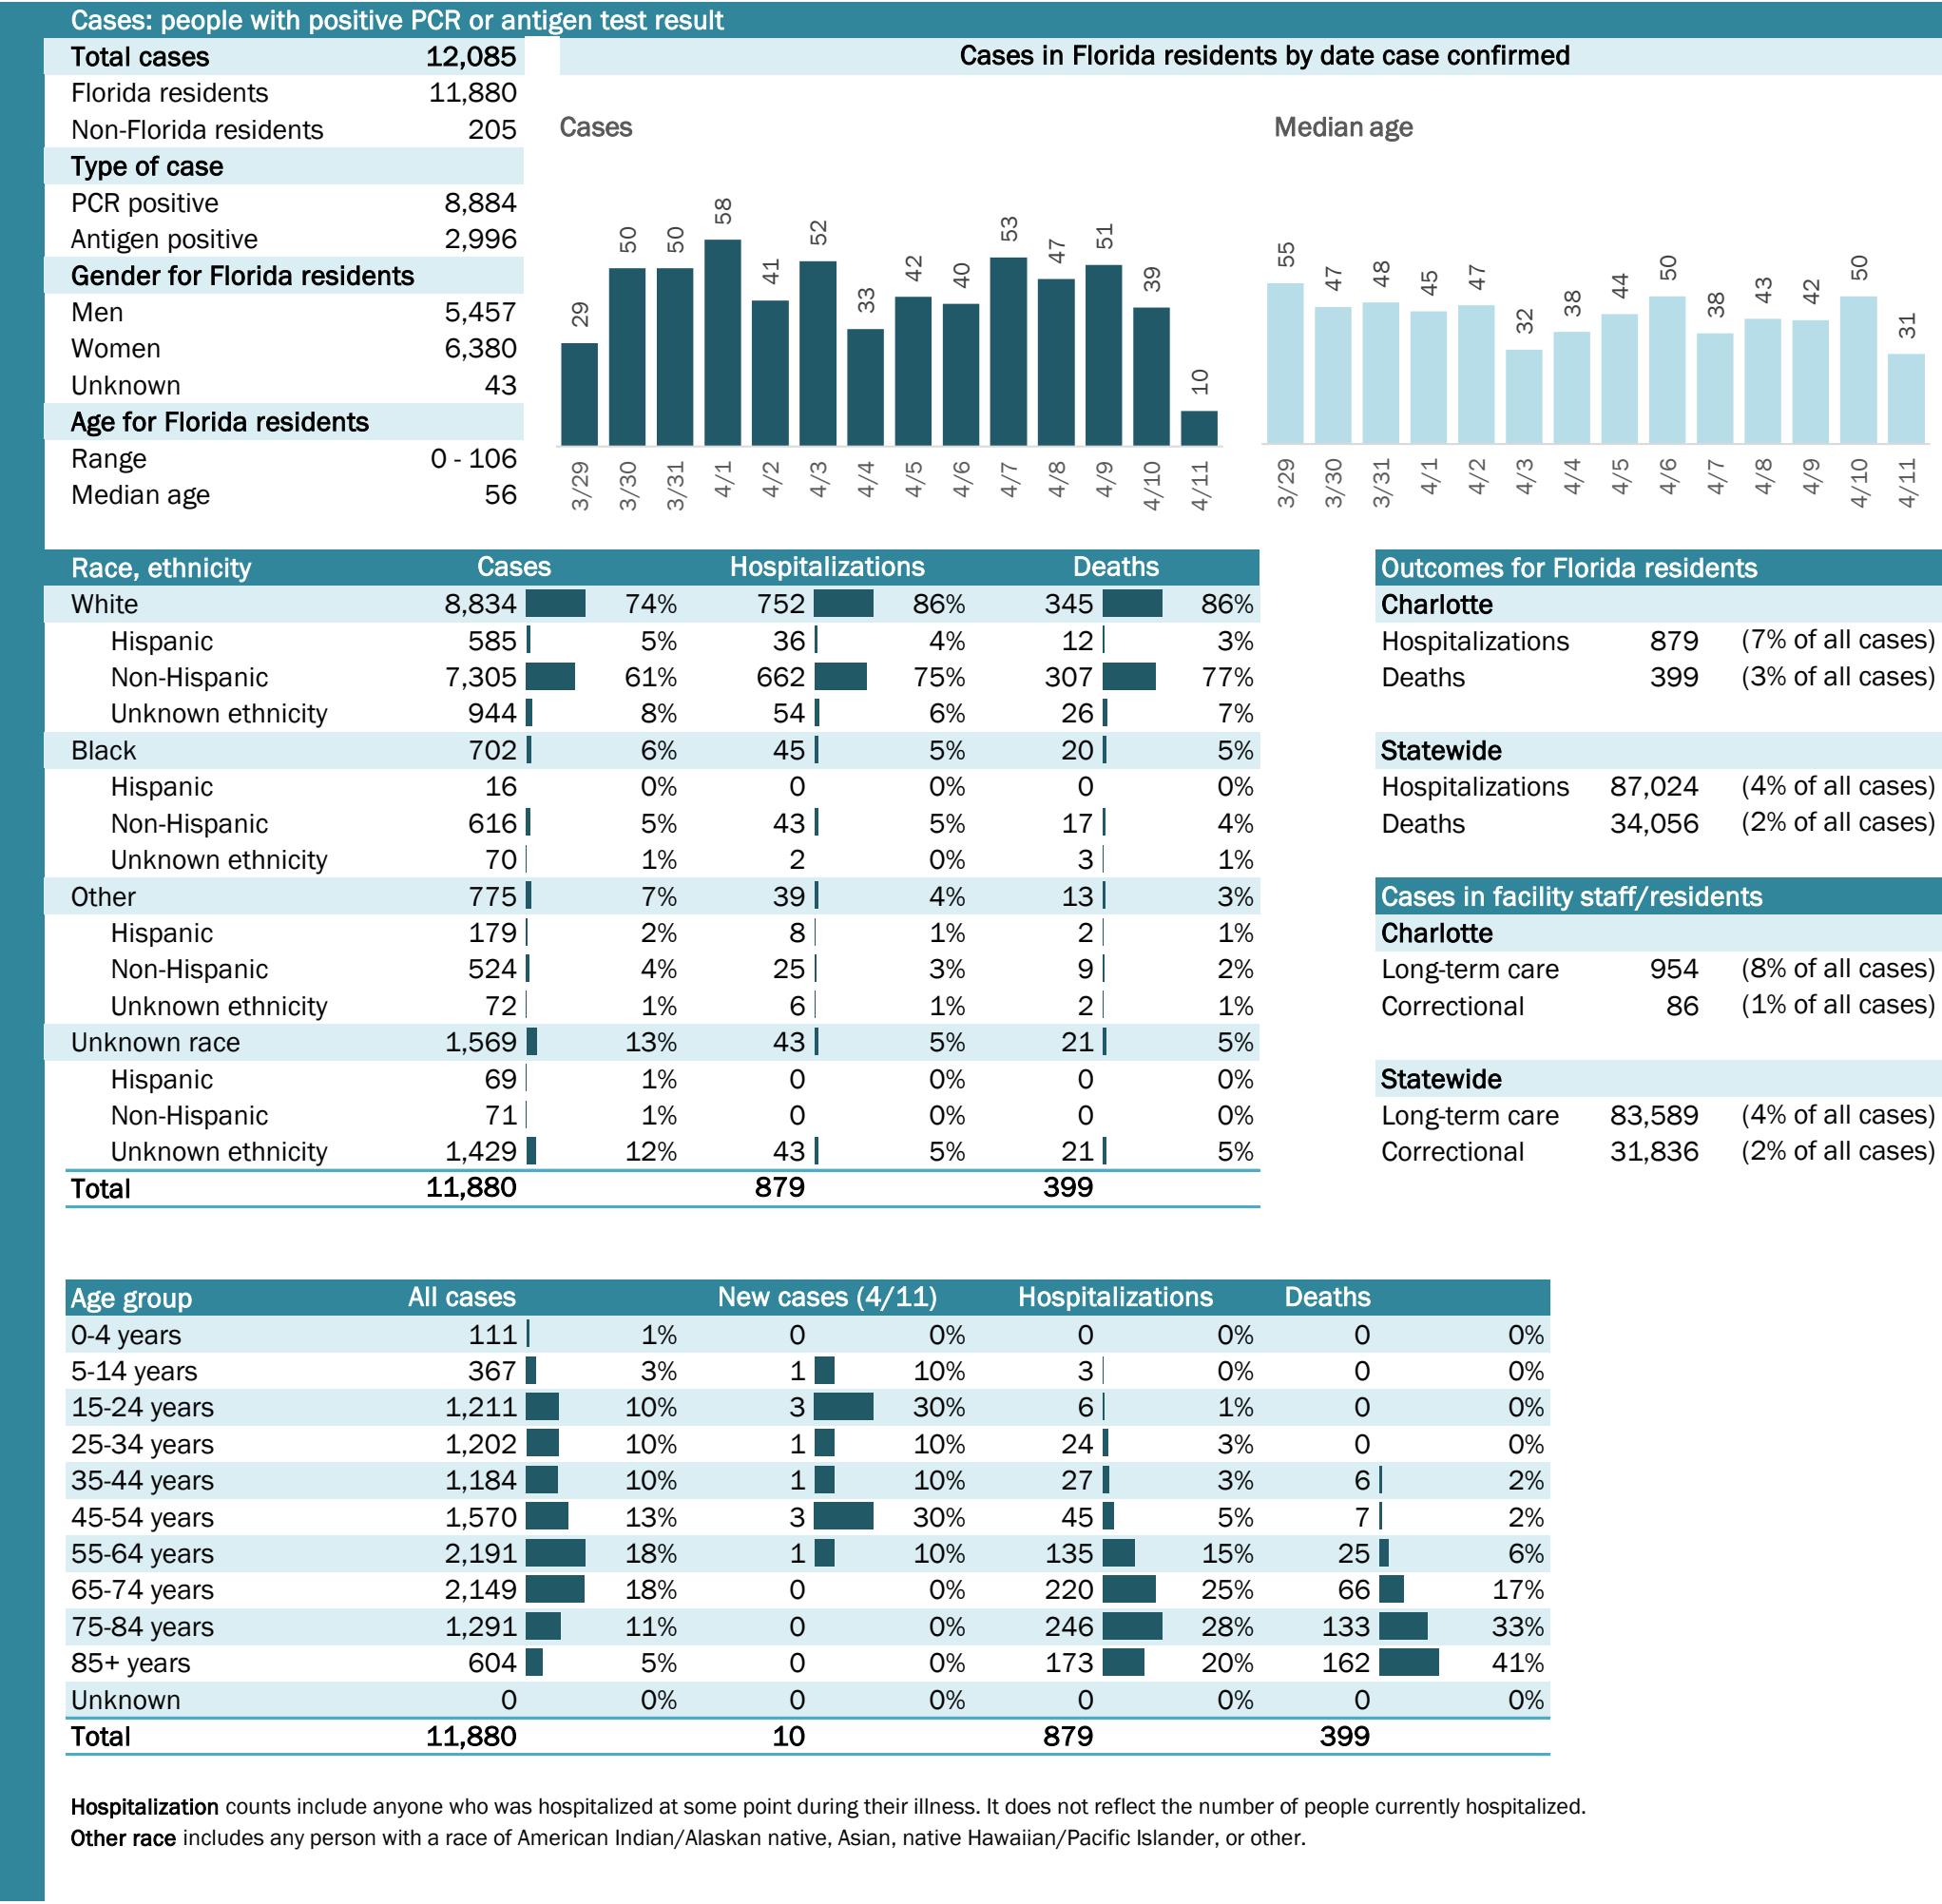 Cases: people with positive PCR or antigen test result
Total cases 12,085
Florida residents 11,880
Non-Florida residents 205
Type of case
PCR positive 8,884
Antigen positive 2,996
Gender for Florida residents
Men 5,457
Women 6,380
Unknown 43
Age for Florida residents
Range 0 - 106
Median age 56
Cases in Florida residents by date case confirmed
Cases
29 50 50 58 41 52 33 42 40 53 47 51 39 10
3/29 3/30 3/31 4/1 4/2 4/3 4/4 4/5 4/6 4/7 4/8 4/9 4/10 4/11
Median age
55 47 48 45 47 32 38 44 50 38 43 42 50 31
3/29 3/30 3/31 4/1 4/2 4/3 4/4 4/5 4/6 4/7 4/8 4/9 4/10 4/11
Race, ethnicity Cases Hospitalizations Deaths
White 8,834 74% 752 86% 345 86%
Hispanic 585 5% 36 4% 12 3%
Non-Hispanic 7,305 61% 662 75% 307 77%
Unknown ethnicity 944 8% 54 6% 26 7%
Black 702 6% 45 5% 20 5%
Hispanic 16 0% 0 0% 0 0%
Non-Hispanic 616 5% 43 5% 17 4%
Unknown ethnicity 70 1% 2 0% 3 1%
Other 775 7% 39 4% 13 3%
Hispanic 179 2% 8 1% 2 1%
Non-Hispanic 524 4% 25 3% 9 2%
Unknown ethnicity 72 1% 6 1% 2 1%
Unknown race 1,569 13% 43 5% 21 5%
Hispanic 69 1% 0 0% 0 0%
Non-Hispanic 71 1% 0 0% 0 0%
Unknown ethnicity 1,429 12% 43 5% 21 5%
Total 11,880 879 399
Outcomes for Florida residents
Charlotte
Hospitalizations 879 (7% of all cases)
Deaths 399 (3% of all cases)
Statewide
Hospitalizations 87,024 (4% of all cases)
Deaths 34,056 (2% of all cases)
Cases in facility staff/residents
Charlotte
Long-term care 954 (8% of all cases)
Correctional 86 (1% of all cases)
Statewide
Long-term care 83,589 (4% of all cases)
Correctional 31,836 (2% of all cases)
Age group All cases New cases (4/11) Hospitalizations Deaths
0-4 years 111 1% 0 0% 0 0% 0 0%
5-14 years 367 3% 1 10% 3 0% 0 0%
15-24 years 1,211 10% 3 30% 6 1% 0 0%
25-34 years 1,202 10% 1 10% 24 3% 0 0%
35-44 years 1,184 10% 1 10% 27 3% 6 2%
45-54 years 1,570 13% 3 30% 45 5% 7 2%
55-64 years 2,191 18% 1 10% 135 15% 25 6%
65-74 years 2,149 18% 0 0% 220 25% 66 17%
75-84 years 1,291 11% 0 0% 246 28% 133 33%
85+ years 604 5% 0 0% 173 20% 162 41%
Unknown 0 0% 0 0% 0 0% 0 0%
Total 11,880 10 879 399
Hospitalization counts include anyone who was hospitalized at some point during their illness. It does not reflect the number of people currently hospitalized.
Other race includes any person with a race of American Indian/Alaskan native, Asian, native Hawaiian/Pacific Islander, or other.